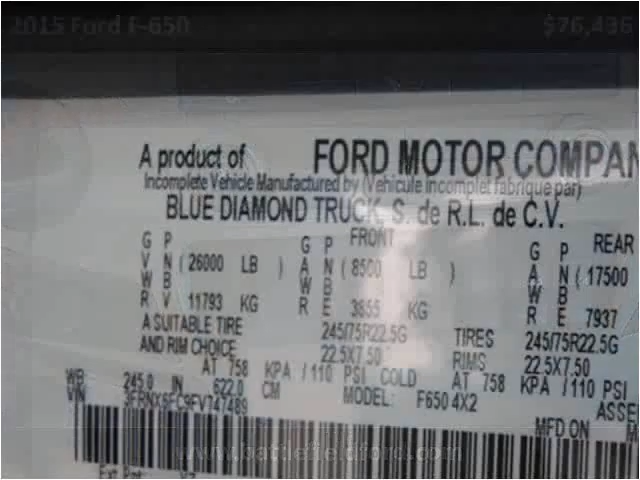 2015 Ford F-650 $76,436
A product of FORD MOTOR COMPAN
Incomplete Vehicle Manufactured by (Vehicule incomplet fabrique par)
BLUE DIAMOND TRUCK, S. de R.L. de C.V.
G P G P FRONT G P REAR
V N ( 26000 LB ) A N ( 8500 LB ) A N ( 17500
W B W B W B
R V 11793 KG R E 3855 KG R E 7937
A SUITABLE TIRE 245/75R22.5G TIRES 245/75R22.5G
AND RIM CHOICE 22.5X7.50 RIMS 22.5X7.50
AT 758 KPA /110 PSI COLD AT 758 KPA /110 PSI
WB 245.0 IN 622.0 CM MODEL: F650 4X2 ASSE
VIN 3FRNX6FC9FV747489 MFD ON M
www.battlefieldford.com